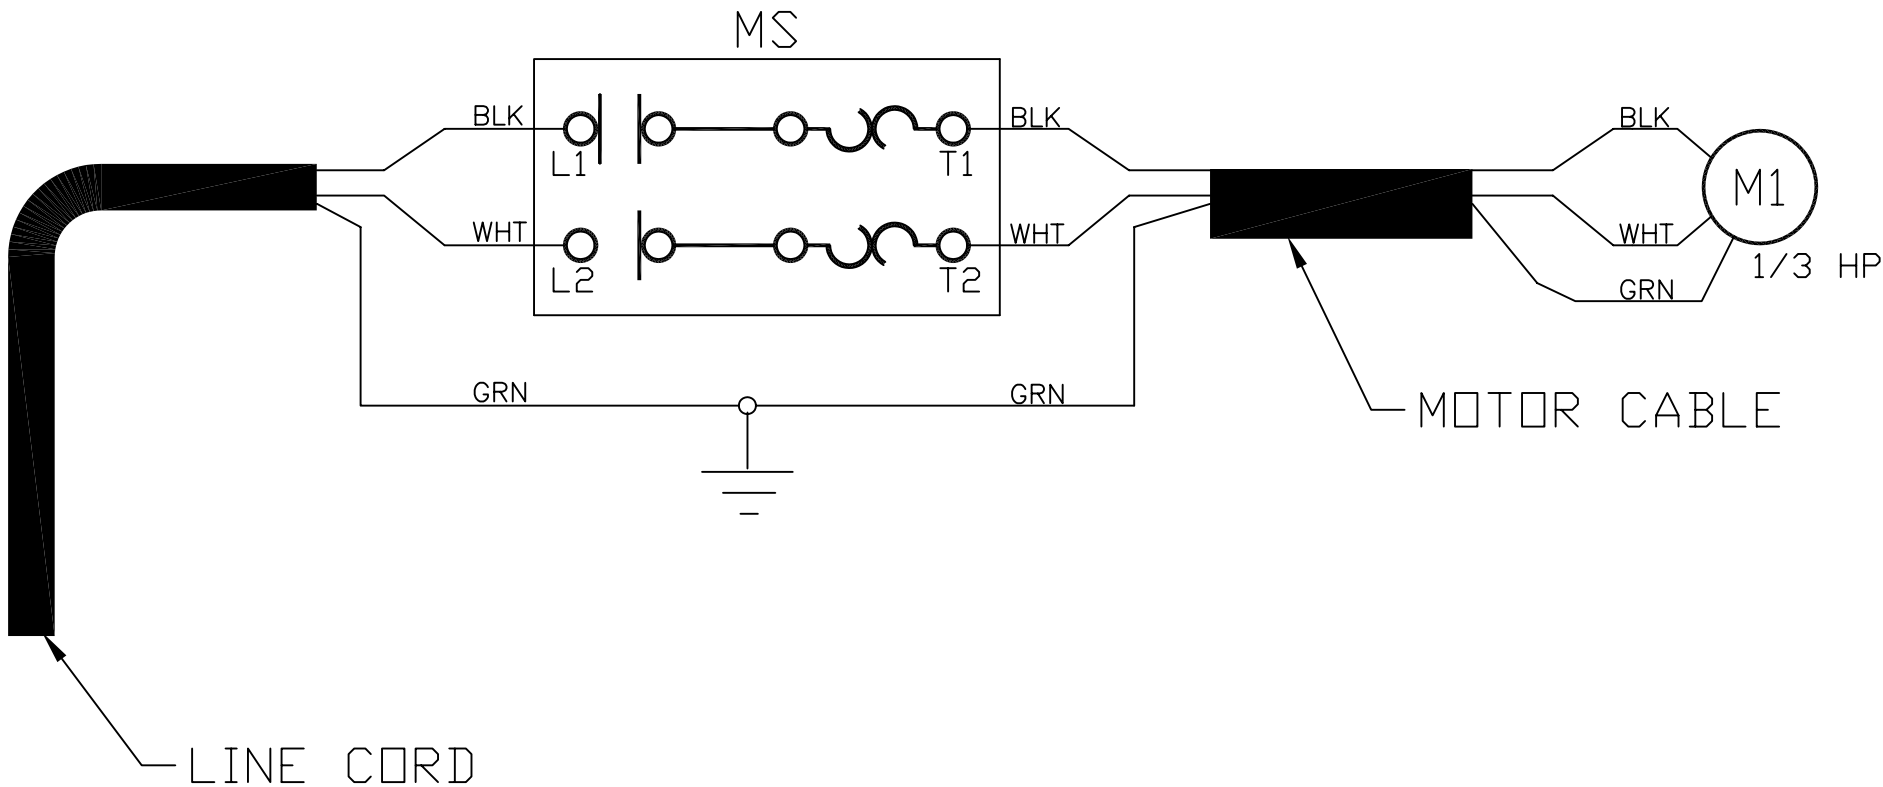 MS
BLK
BLK
BLK
L1
T1
M1
WHT
WHT
WHT
L2
T2
1/3 HP
GRN
GRN
GRN
MOTOR CABLE
LINE CORD